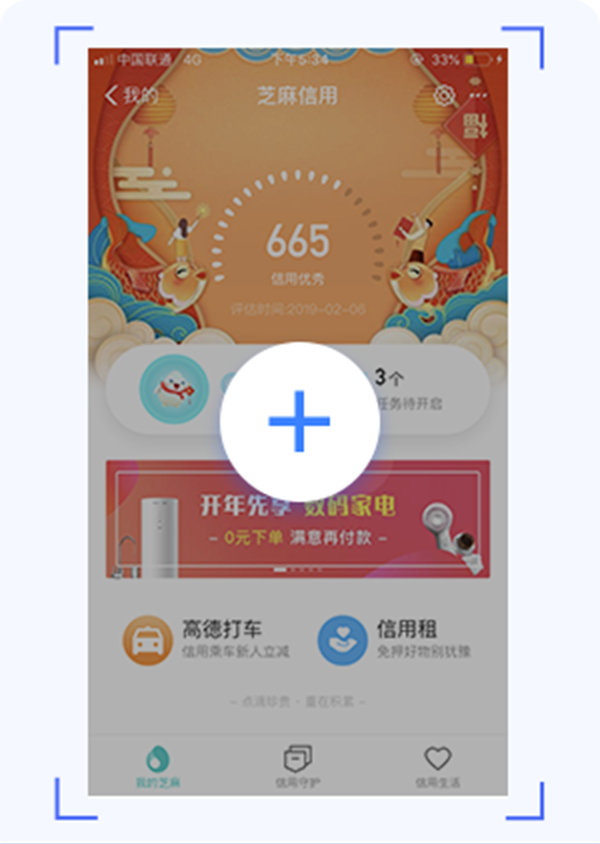 中国联通 4G 下午5:34 33%
我的 芝麻信用
福
665
信用优秀
评估时间:2019-02-06
3个
任务待开启
开年先享 数码家电
- 0元下单 满意再付款 -
高德打车 信用租
信用乘车新人立减 免押好物别犹豫
- 点滴珍贵 · 重在积累 -
我的芝麻 信用守护 信用生活